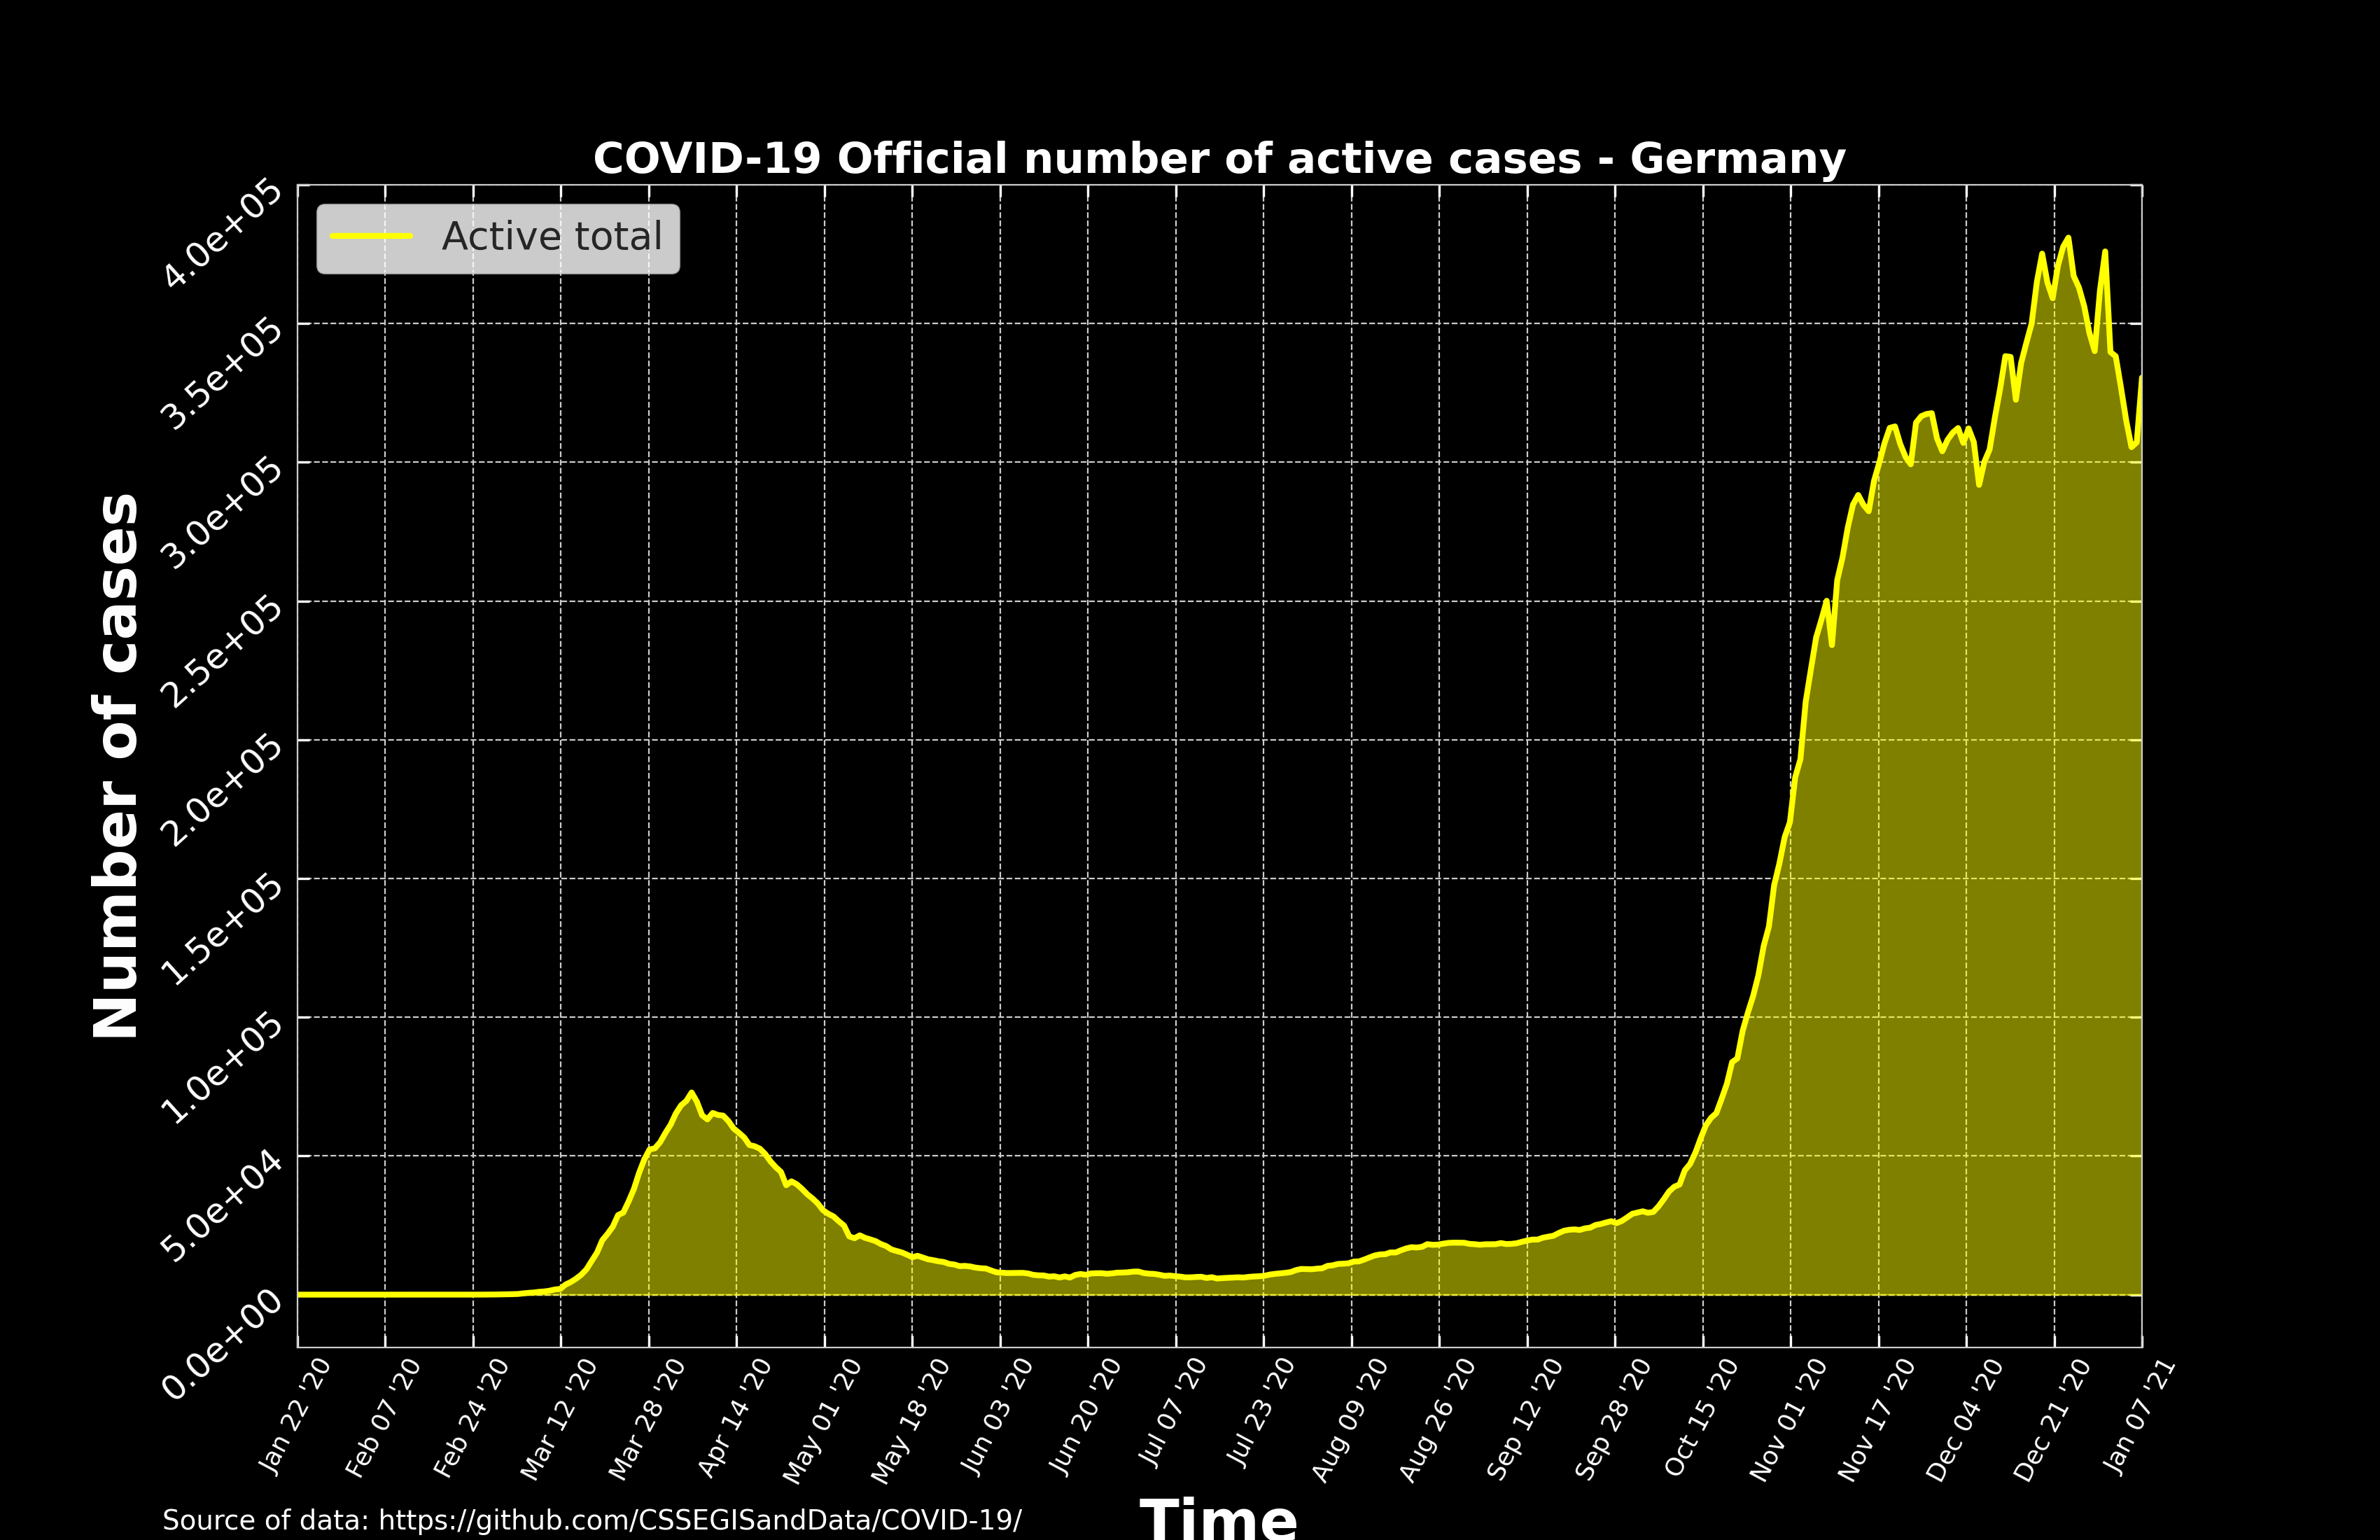 COVID-19 Official number of active cases - Germany
Active total
Number of cases
4.0e+05
3.5e+05
3.0e+05
2.5e+05
2.0e+05
1.5e+05
1.0e+05
5.0e+04
0.0e+00
Jan 22 '20
Feb 07 '20
Feb 24 '20
Mar 12 '20
Mar 28 '20
Apr 14 '20
May 01 '20
May 18 '20
Jun 03 '20
Jun 20 '20
Jul 07 '20
Jul 23 '20
Aug 09 '20
Aug 26 '20
Sep 12 '20
Sep 28 '20
Oct 15 '20
Nov 01 '20
Nov 17 '20
Dec 04 '20
Dec 21 '20
Jan 07 '21
Time
Source of data: https://github.com/CSSEGISandData/COVID-19/